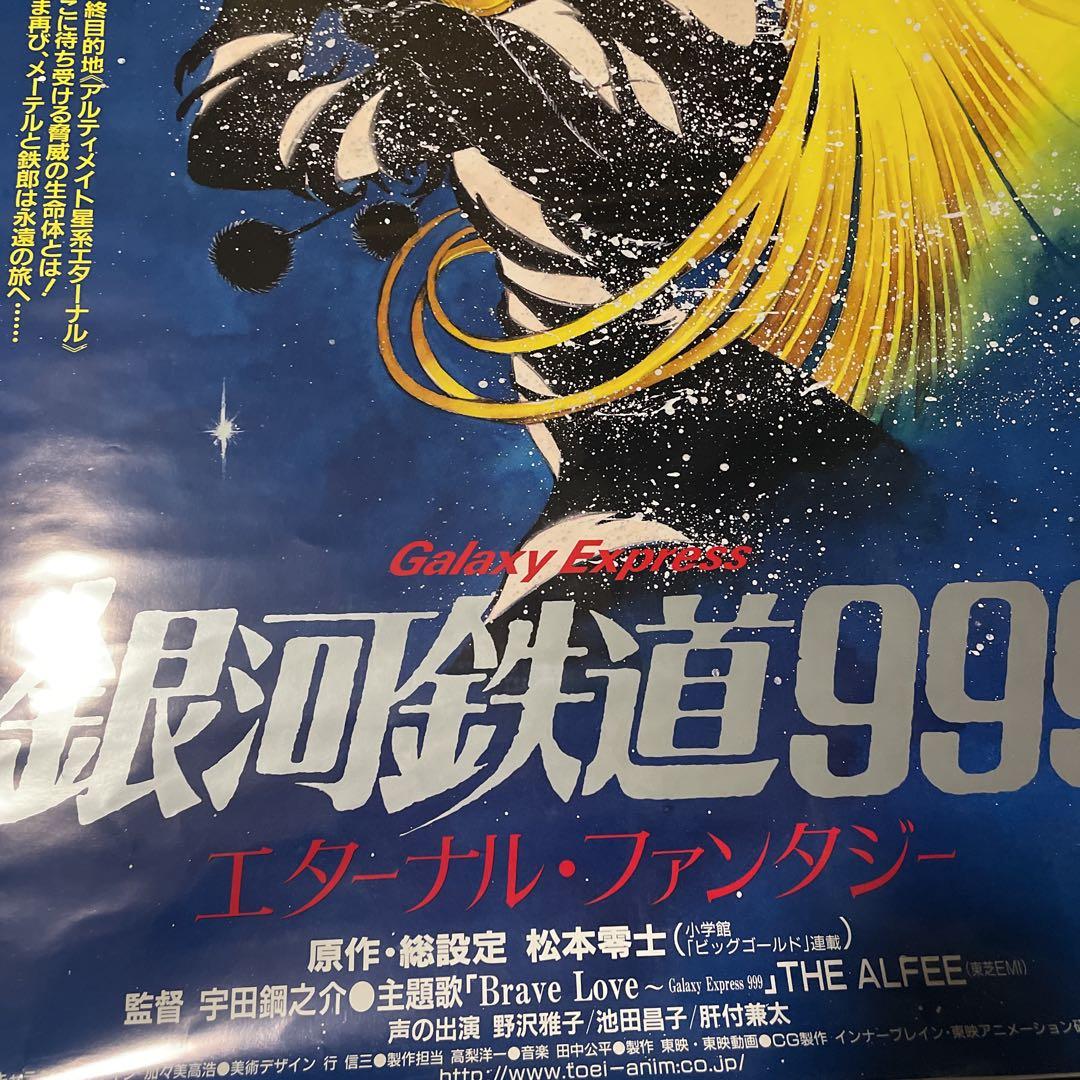 終目的地《アルティメイト星系エターナル》
こに待ち受ける脅威の生命体とは!
ま再び、メーテルと鉄郎は永遠の旅へ……
Galaxy Express
銀河鉄道999
エターナル・ファンタジー
原作・総設定 松本零士(小学館「ビッグゴールド」連載)
監督 宇田鋼之介●主題歌「Brave Love～Galaxy Express 999」THE ALFEE(東芝EMI)
声の出演 野沢雅子/池田昌子/肝付兼太
加々美高浩●美術デザイン 行 信三●製作担当 高梨洋一●音楽 田中公平●製作 東映・東映動画●CG製作 インナーブレイン・東映アニメーション研
http://www.toei-anim.co.jp/